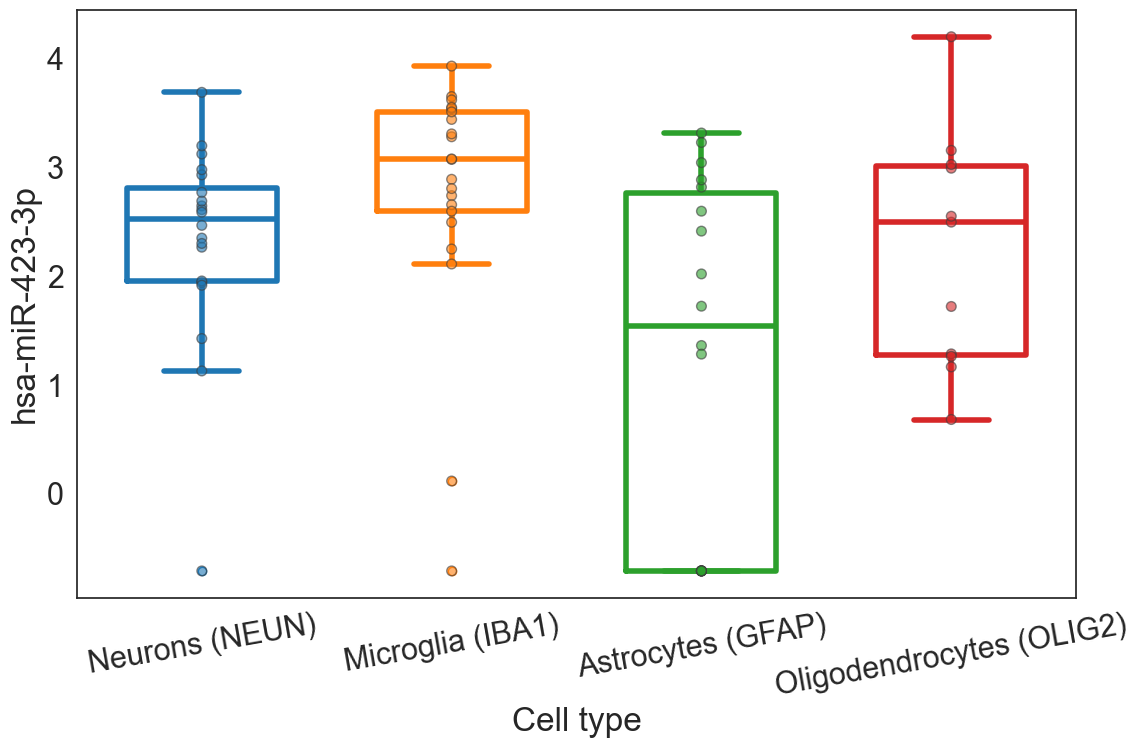 hsa-miR-423-3p
4
3
2
1
0
Neurons (NEUN)
Microglia (IBA1)
Astrocytes (GFAP)
Oligodendrocytes (OLIG2)
Cell type